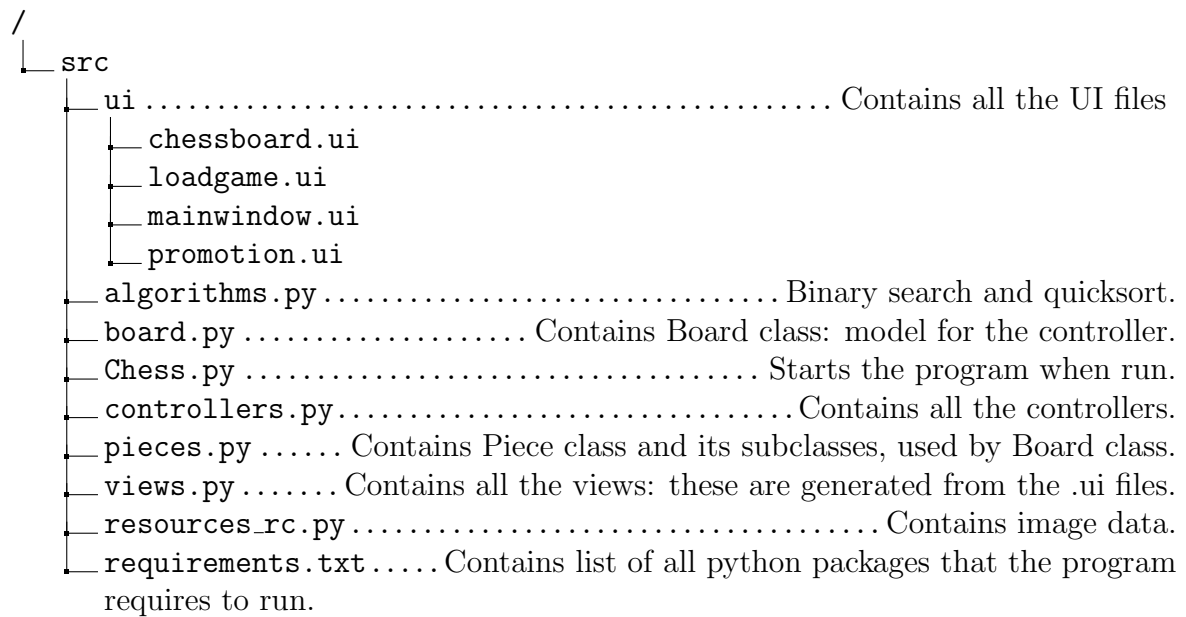 /
src
ui ................................................ Contains all the UI files
chessboard.ui
loadgame.ui
mainwindow.ui
promotion.ui
algorithms.py ................................ Binary search and quicksort.
board.py .................... Contains Board class: model for the controller.
Chess.py .................................... Starts the program when run.
controllers.py ................................ Contains all the controllers.
pieces.py ...... Contains Piece class and its subclasses, used by Board class.
views.py ....... Contains all the views: these are generated from the .ui files.
resources_rc.py ..................................... Contains image data.
requirements.txt ..... Contains list of all python packages that the program
requires to run.